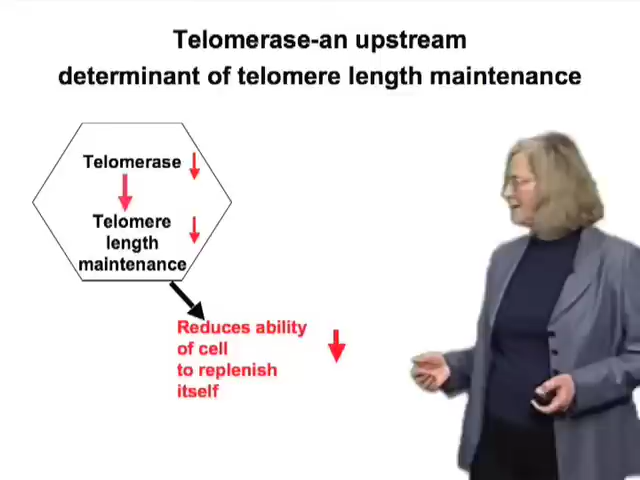 Telomerase-an upstream
determinant of telomere length maintenance
Telomerase
Telomere
length
maintenance
Reduces ability
of cell
to replenish
itself